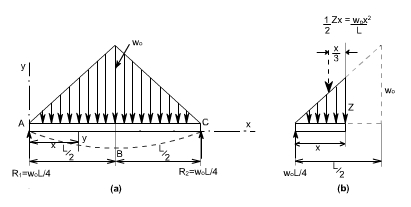 1/2 Zx = w₀x²/L
x/3
w₀
y
Z
w₀
A
C
x
x
y
L/2
L/2
B
x
L/2
R₁=w₀L/4
R₂=w₀L/4
w₀L/4
(a)
(b)